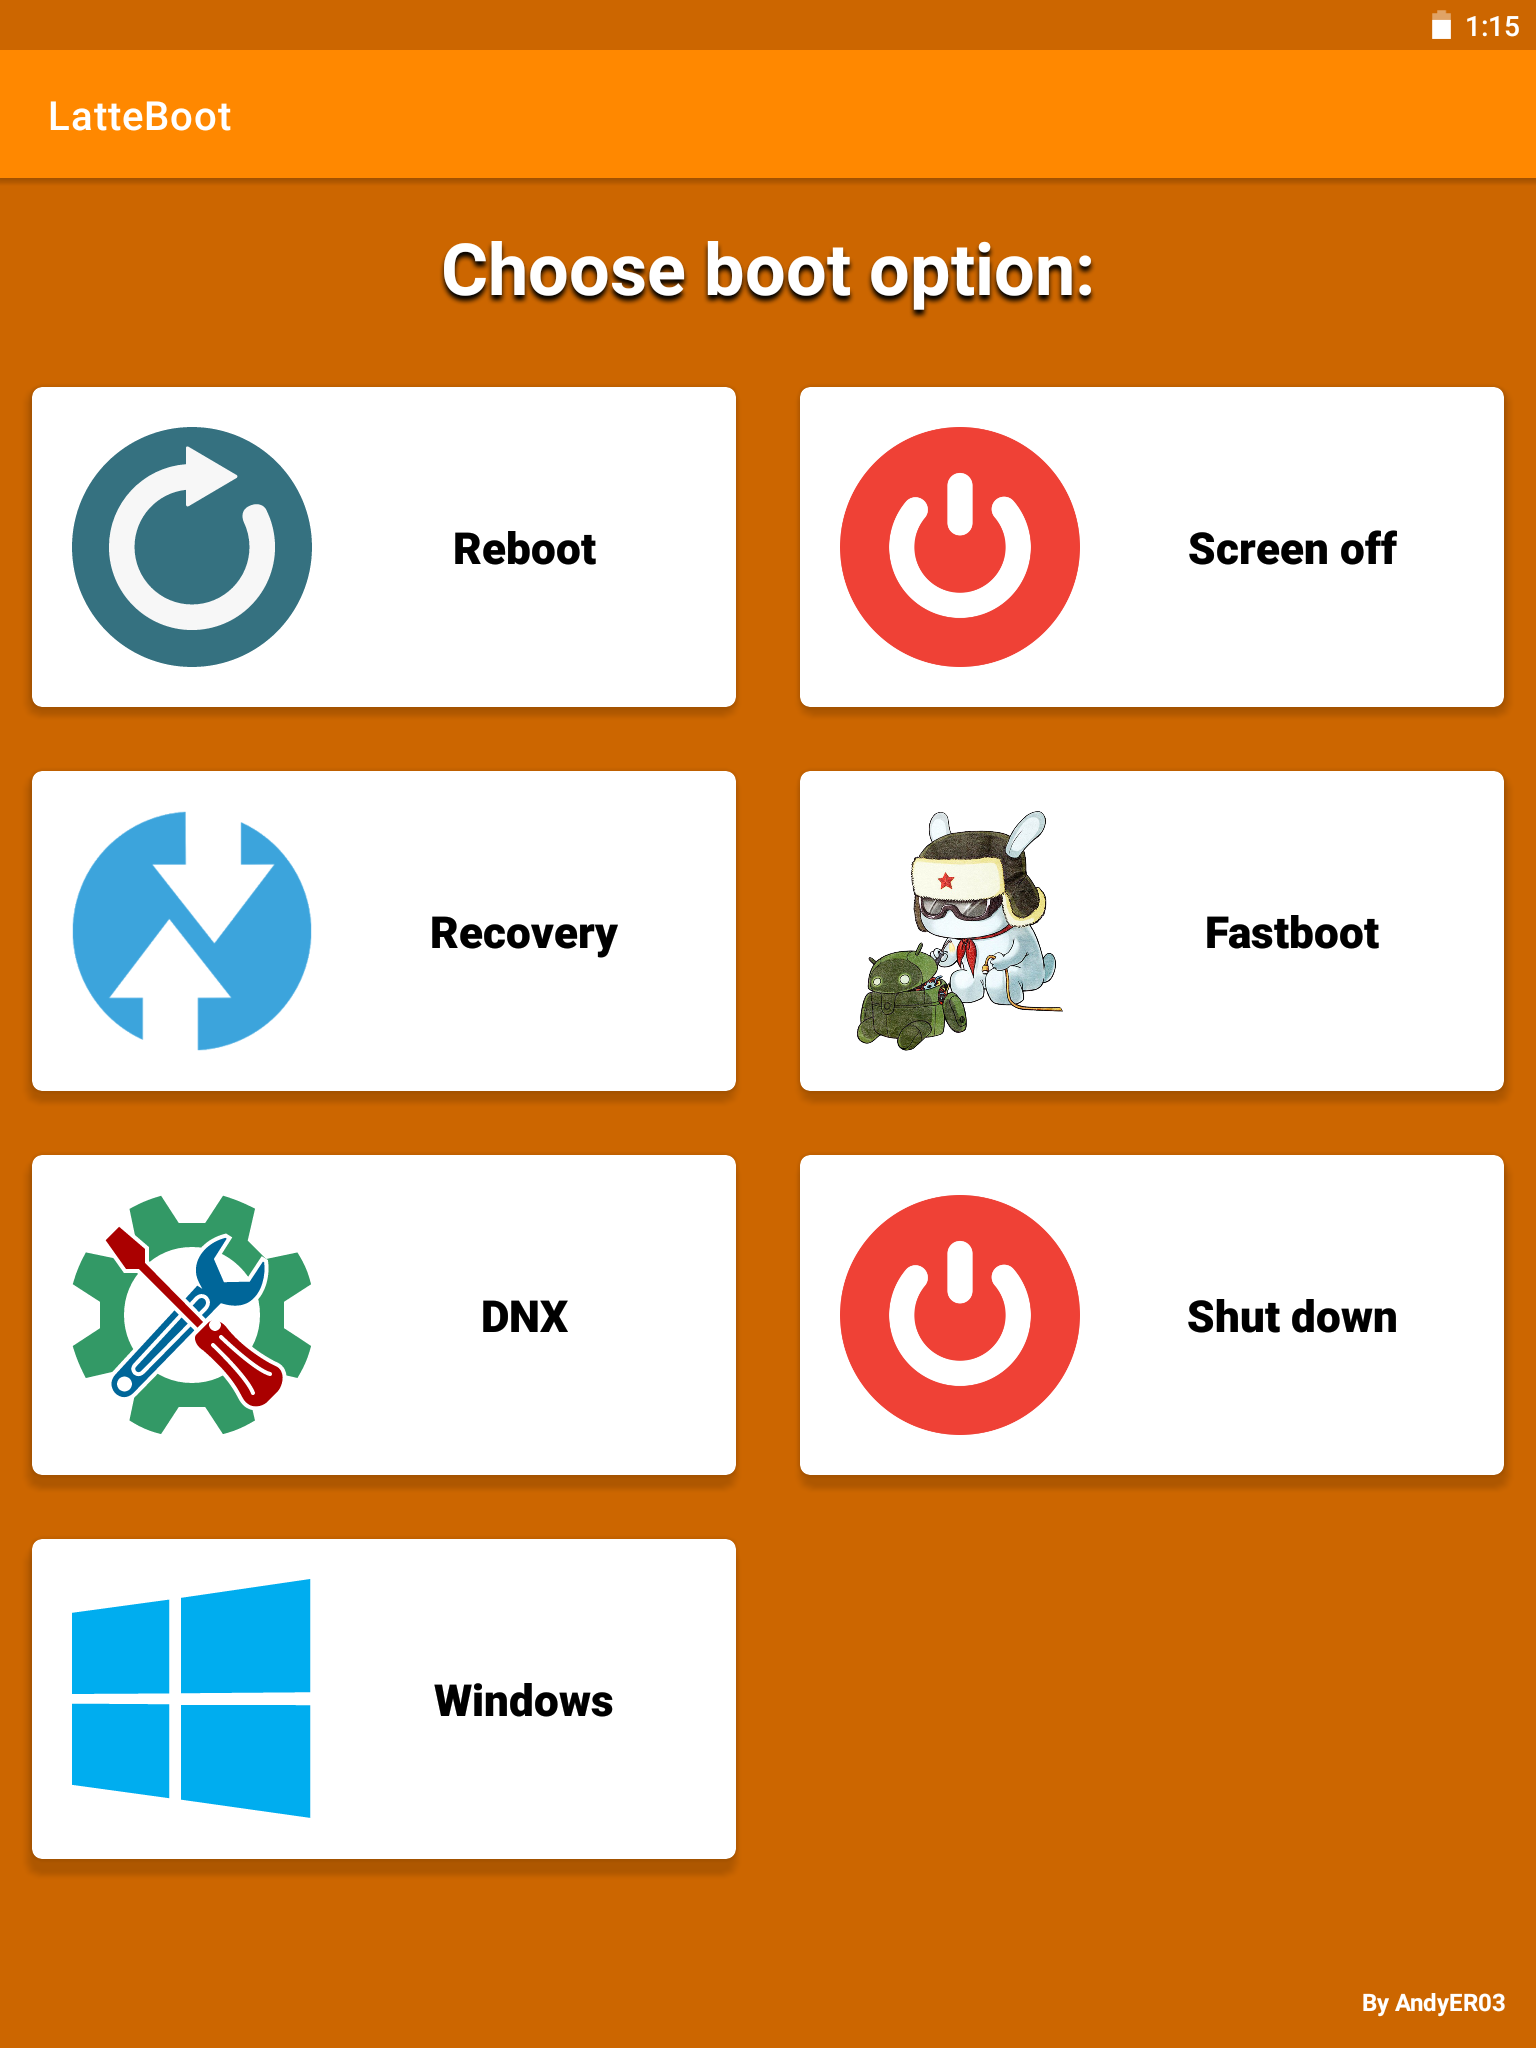 1:15
LatteBoot
Choose boot option:
Reboot
Screen off
Recovery
Fastboot
DNX
Shut down
Windows
By AndyER03